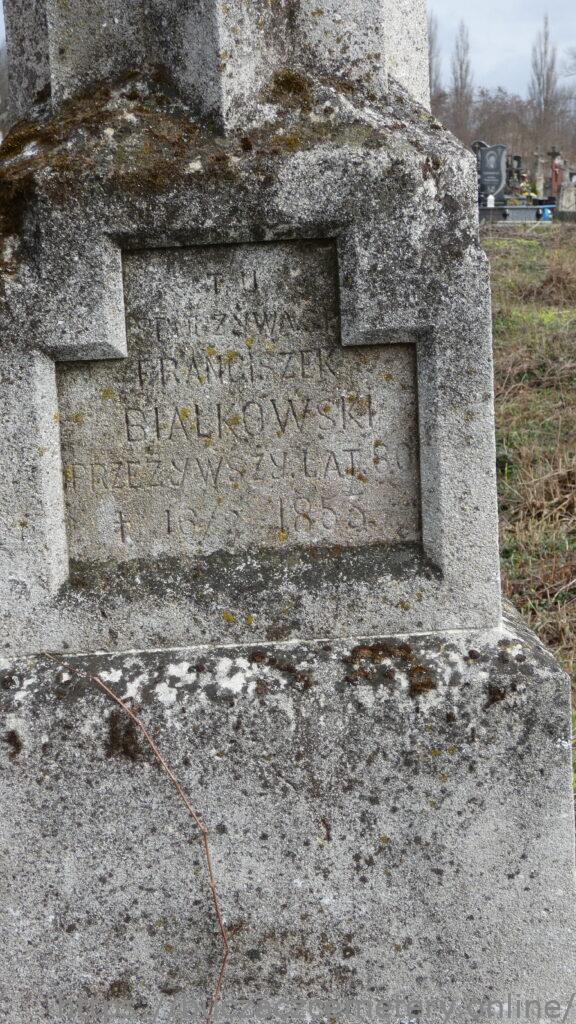 TU
SPOCZYWA
FRANCISZEK
BIAŁKOWSKI
PRZEŻYWSZY. LAT. 80
† 16/3 1855